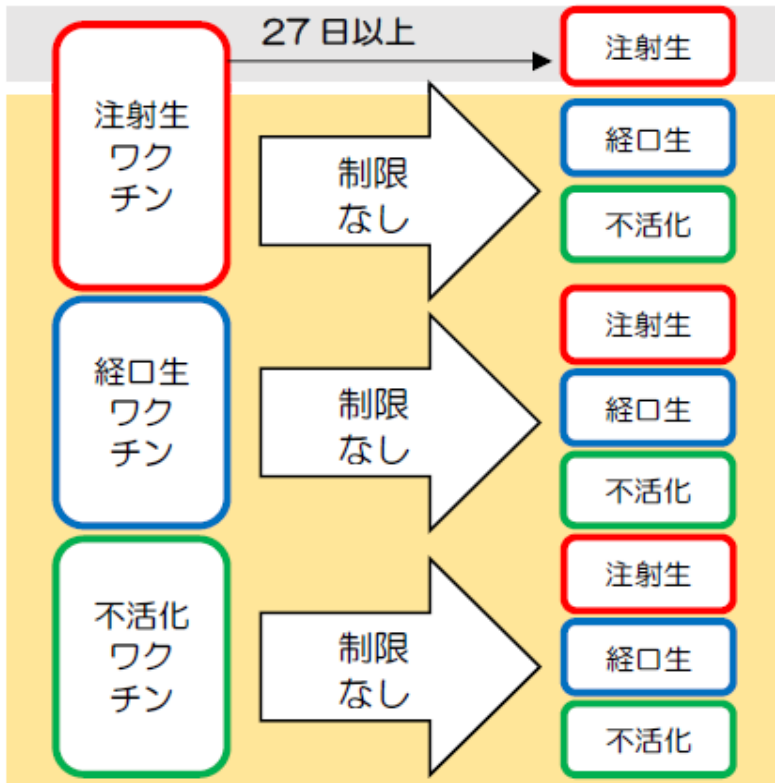 27日以上
注射生
ワク
チン
注射生
制限
なし
経口生
不活化
経口生
ワク
チン
制限
なし
注射生
経口生
不活化
不活化
ワク
チン
制限
なし
注射生
経口生
不活化